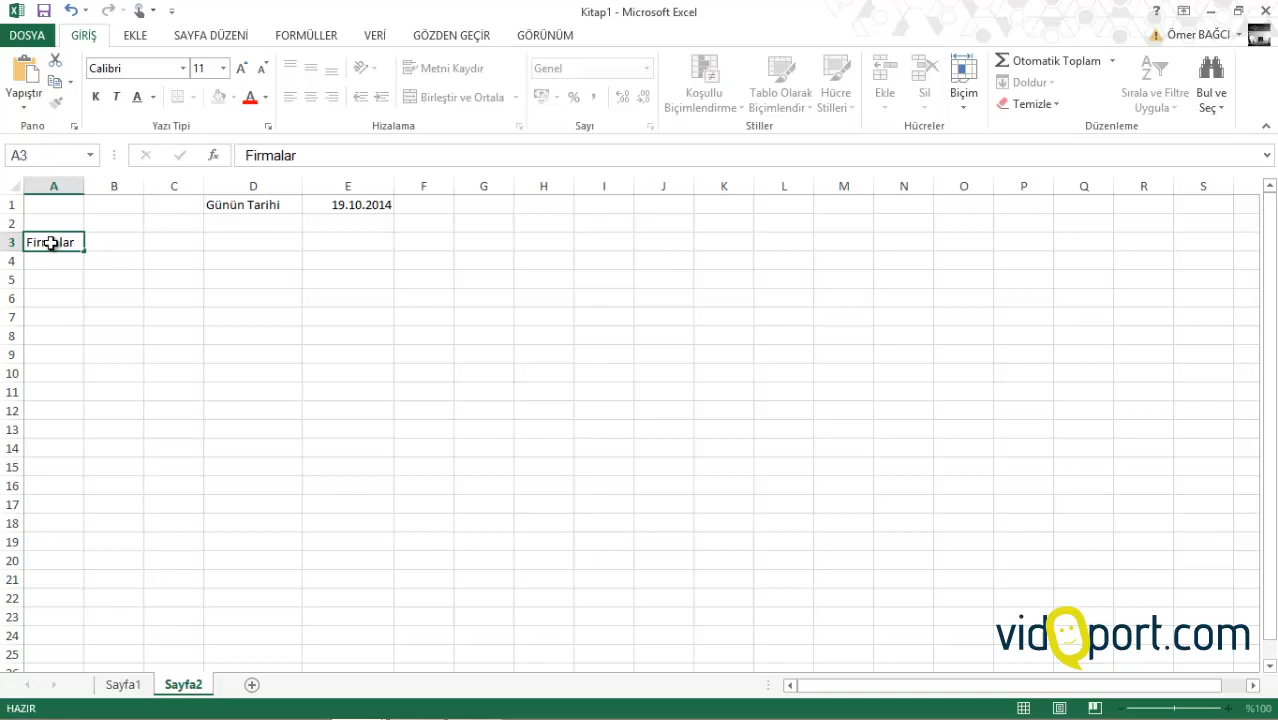 Kitap1 - Microsoft Excel
DOSYA GİRİŞ EKLE SAYFA DÜZENİ FORMÜLLER VERİ GÖZDEN GEÇİR GÖRÜNÜM Ömer BAĞCI
Yapıştır
Pano
Calibri 11
K T A
Yazı Tipi
Metni Kaydır
Birleştir ve Ortala
Hizalama
Genel
%
Sayı
Koşullu Biçimlendirme
Tablo Olarak Biçimlendir
Hücre Stilleri
Stiller
Ekle Sil Biçim
Hücreler
Otomatik Toplam
Doldur
Temizle
Sırala ve Filtre Uygula
Bul ve Seç
Düzenleme
A3 fx Firmalar
A B C D E F G H I J K L M N O P Q R S
1 Günün Tarihi 19.10.2014
2
3 Firmalar
4
5
6
7
8
9
10
11
12
13
14
15
16
17
18
19
20
21
22
23
24
25
vidoport.com
Sayfa1 Sayfa2
HAZIR %100